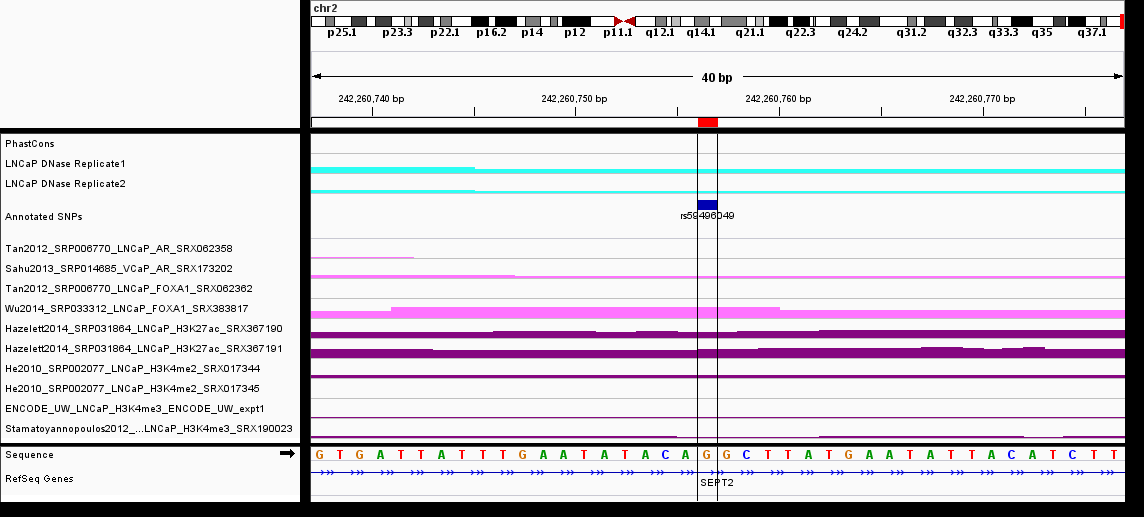 chr2
p25.1 p23.3 p22.1 p16.2 p14 p12 p11.1 q12.1 q14.1 q21.1 q22.3 q24.2 q31.2 q32.3 q33.3 q35 q37.1
40 bp
242,260,740 bp 242,260,750 bp 242,260,760 bp 242,260,770 bp
PhastCons
LNCaP DNase Replicate1
LNCaP DNase Replicate2
Annotated SNPs
rs59496049
Tan2012_SRP006770_LNCaP_AR_SRX062358
Sahu2013_SRP014685_VCaP_AR_SRX173202
Tan2012_SRP006770_LNCaP_FOXA1_SRX062362
Wu2014_SRP033312_LNCaP_FOXA1_SRX383817
Hazelett2014_SRP031864_LNCaP_H3K27ac_SRX367190
Hazelett2014_SRP031864_LNCaP_H3K27ac_SRX367191
He2010_SRP002077_LNCaP_H3K4me2_SRX017344
He2010_SRP002077_LNCaP_H3K4me2_SRX017345
ENCODE_UW_LNCaP_H3K4me3_ENCODE_UW_expt1
Stamatoyannopoulos2012_...LNCaP_H3K4me3_SRX190023
Sequence G T G A T T A T T T G A A T A T A C A G G C T T A T G A A T A T T A C A T C T T
RefSeq Genes
SEPT2